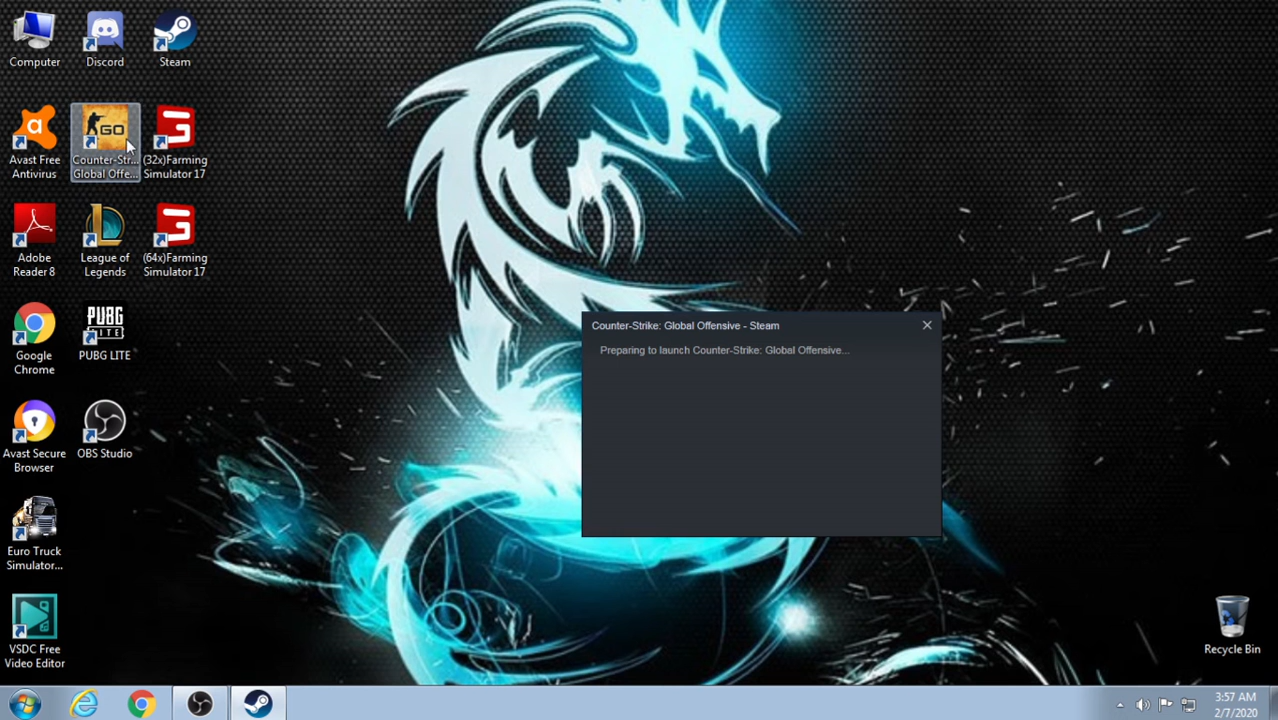 Computer
Discord
Steam
Avast Free
Antivirus
GO
Counter-Str...
Global Offe...
(32x)Farming
Simulator 17
Adobe
Reader 8
League of
Legends
(64x)Farming
Simulator 17
Google
Chrome
PUBG
LITE
PUBG LITE
Avast Secure
Browser
OBS Studio
Euro Truck
Simulator...
VSDC Free
Video Editor
Counter-Strike: Global Offensive - Steam
Preparing to launch Counter-Strike: Global Offensive...
Recycle Bin
3:57 AM
2/7/2020